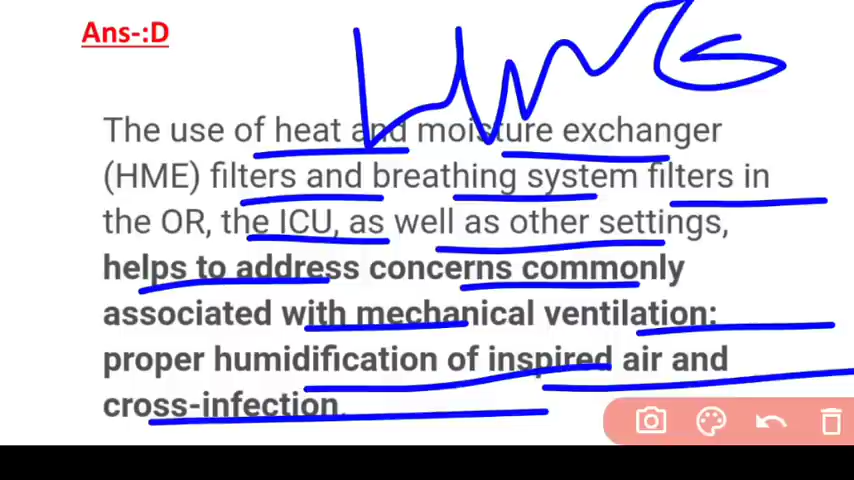 Ans-:D
The use of heat and moisture exchanger
(HME) filters and breathing system filters in
the OR, the ICU, as well as other settings,
helps to address concerns commonly
associated with mechanical ventilation:
proper humidification of inspired air and
cross-infection.